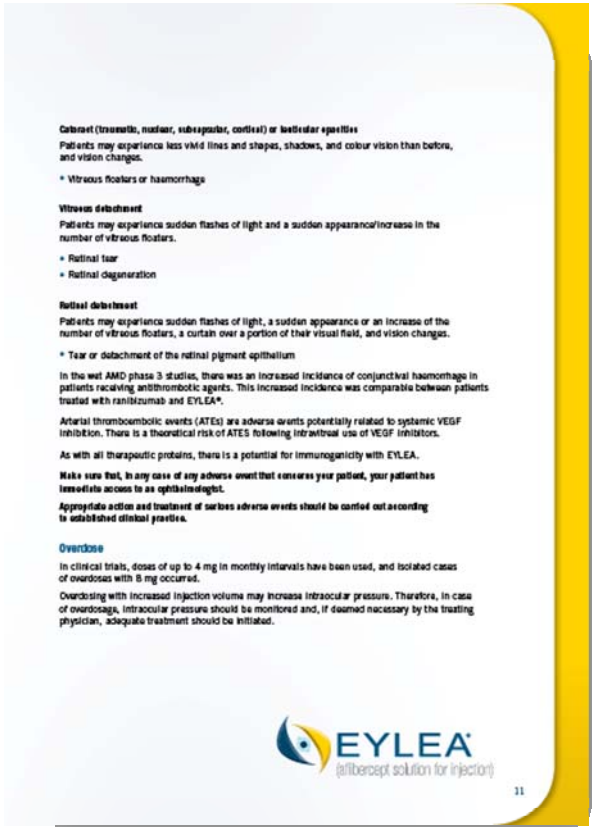 Cataract (traumatic, nuclear, subcapsular, cortical) or lenticular opacities
Patients may experience less vivid lines and shapes, shadows, and colour vision than before,
and vision changes.
• Vitreous floaters or haemorrhage
Vitreous detachment
Patients may experience sudden flashes of light and a sudden appearance/increase in the
number of vitreous floaters.
• Retinal tear
• Retinal degeneration
Retinal detachment
Patients may experience sudden flashes of light, a sudden appearance or an increase of the
number of vitreous floaters, a curtain over a portion of their visual field, and vision changes.
• Tear or detachment of the retinal pigment epithelium
In the wet AMD phase 3 studies, there was an increased incidence of conjunctival haemorrhage in
patients receiving antithrombotic agents. This increased incidence was comparable between patients
treated with ranibizumab and EYLEA®.
Arterial thromboembolic events (ATEs) are adverse events potentially related to systemic VEGF
inhibition. There is a theoretical risk of ATES following intravitreal use of VEGF inhibitors.
As with all therapeutic proteins, there is a potential for immunogenicity with EYLEA.
Make sure that, in any case of any adverse event that concerns your patient, your patient has
immediate access to an ophthalmologist.
Appropriate action and treatment of serious adverse events should be carried out according
to established clinical practice.
Overdose
In clinical trials, doses of up to 4 mg in monthly intervals have been used, and isolated cases
of overdoses with 8 mg occurred.
Overdosing with increased injection volume may increase intraocular pressure. Therefore, in case
of overdosage, intraocular pressure should be monitored and, if deemed necessary by the treating
physician, adequate treatment should be initiated.
EYLEA®
(aflibercept solution for injection)
11